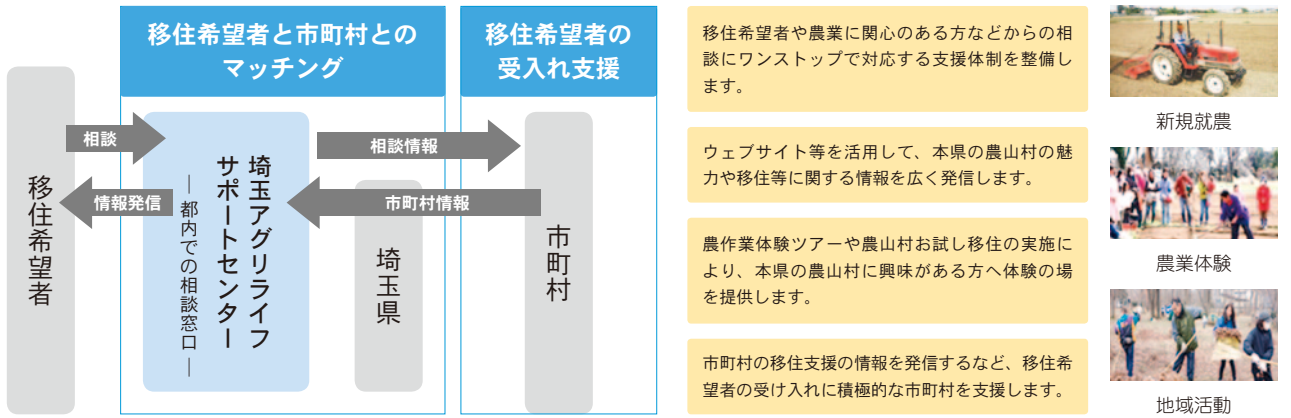 移住希望者と市町村との
マッチング
移住希望者の
受入れ支援
移住希望者
相談
情報発信
埼玉アグリライフ
サポートセンター
― 都内での相談窓口 ―
相談情報
市町村情報
埼玉県
市町村
移住希望者や農業に関心のある方などからの相
談にワンストップで対応する支援体制を整備し
ます。
ウェブサイト等を活用して、本県の農山村の魅
力や移住等に関する情報を広く発信します。
農作業体験ツアーや農山村お試し移住の実施に
より、本県の農山村に興味がある方へ体験の場
を提供します。
市町村の移住支援の情報を発信するなど、移住希
望者の受け入れに積極的な市町村を支援します。
新規就農
農業体験
地域活動